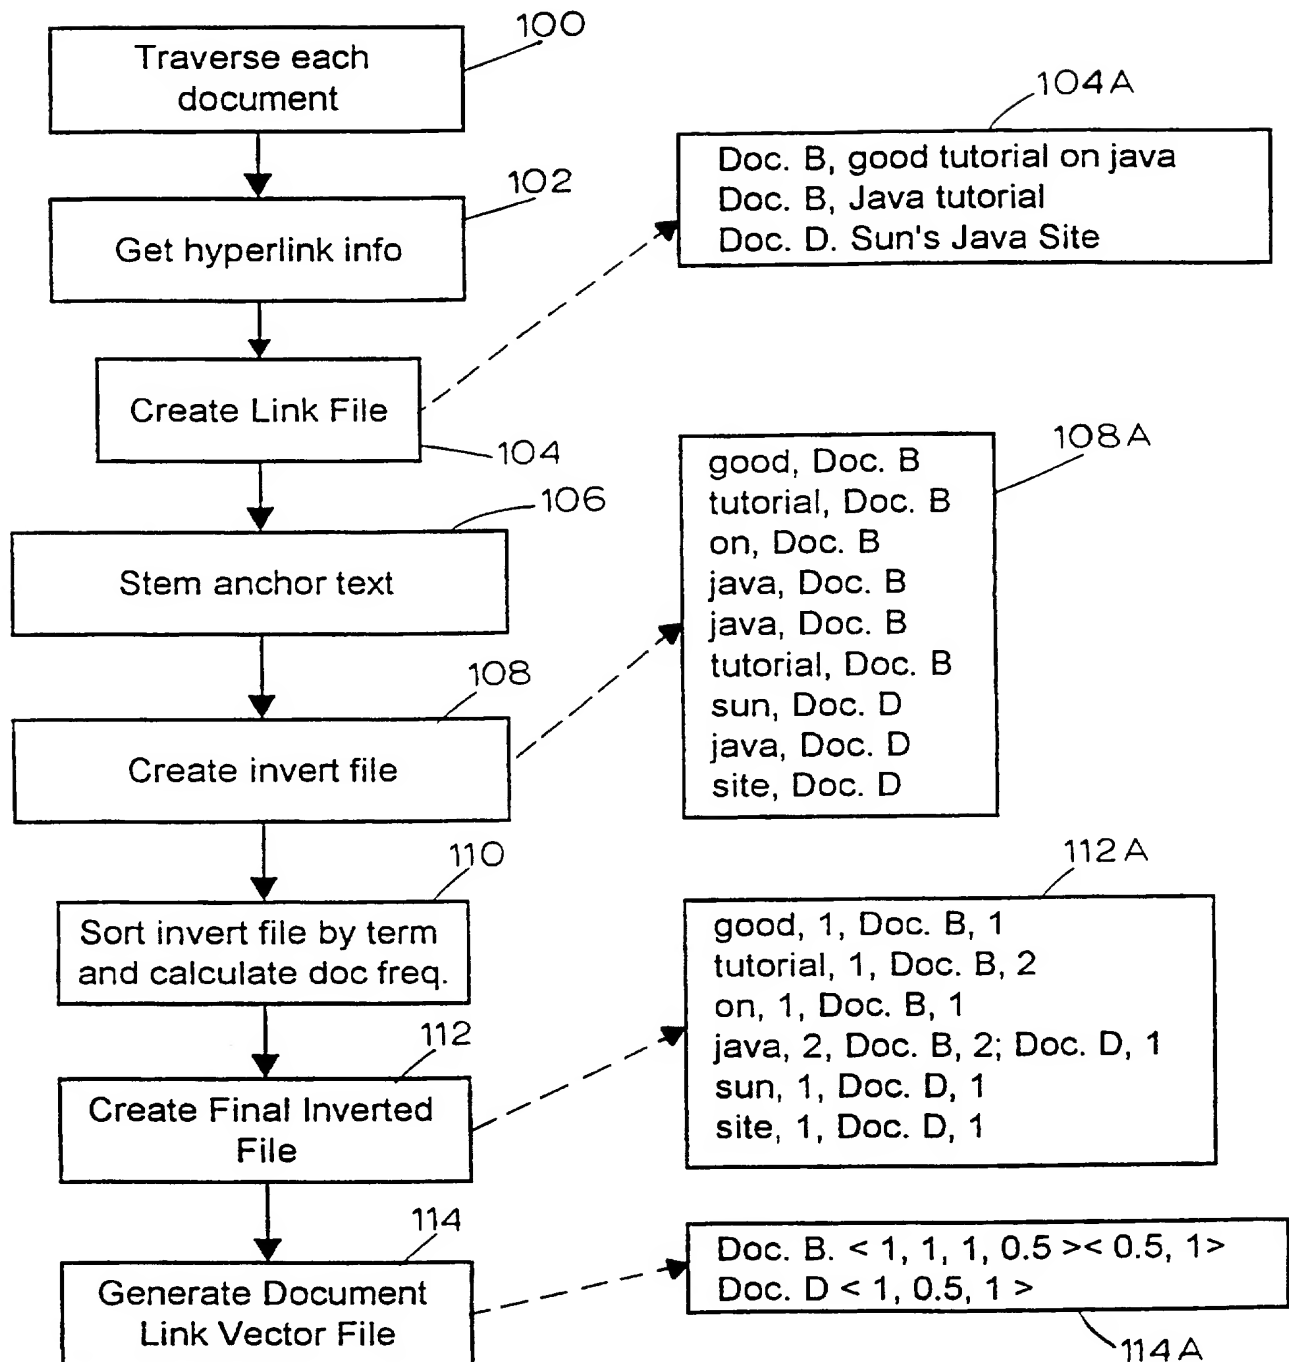 100
Traverse each
document
102
Get hyperlink info
Create Link File
104
104A
Doc. B, good tutorial on java
Doc. B, Java tutorial
Doc. D. Sun's Java Site
106
Stem anchor text
108
Create invert file
108A
good, Doc. B
tutorial, Doc. B
on, Doc. B
java, Doc. B
java, Doc. B
tutorial, Doc. B
sun, Doc. D
java, Doc. D
site, Doc. D
110
Sort invert file by term
and calculate doc freq.
112
Create Final Inverted
File
112A
good, 1, Doc. B, 1
tutorial, 1, Doc. B, 2
on, 1, Doc. B, 1
java, 2, Doc. B, 2; Doc. D, 1
sun, 1, Doc. D, 1
site, 1, Doc. D, 1
114
Generate Document
Link Vector File
Doc. B. < 1, 1, 1, 0.5 >< 0.5, 1>
Doc. D < 1, 0.5, 1 >
114A